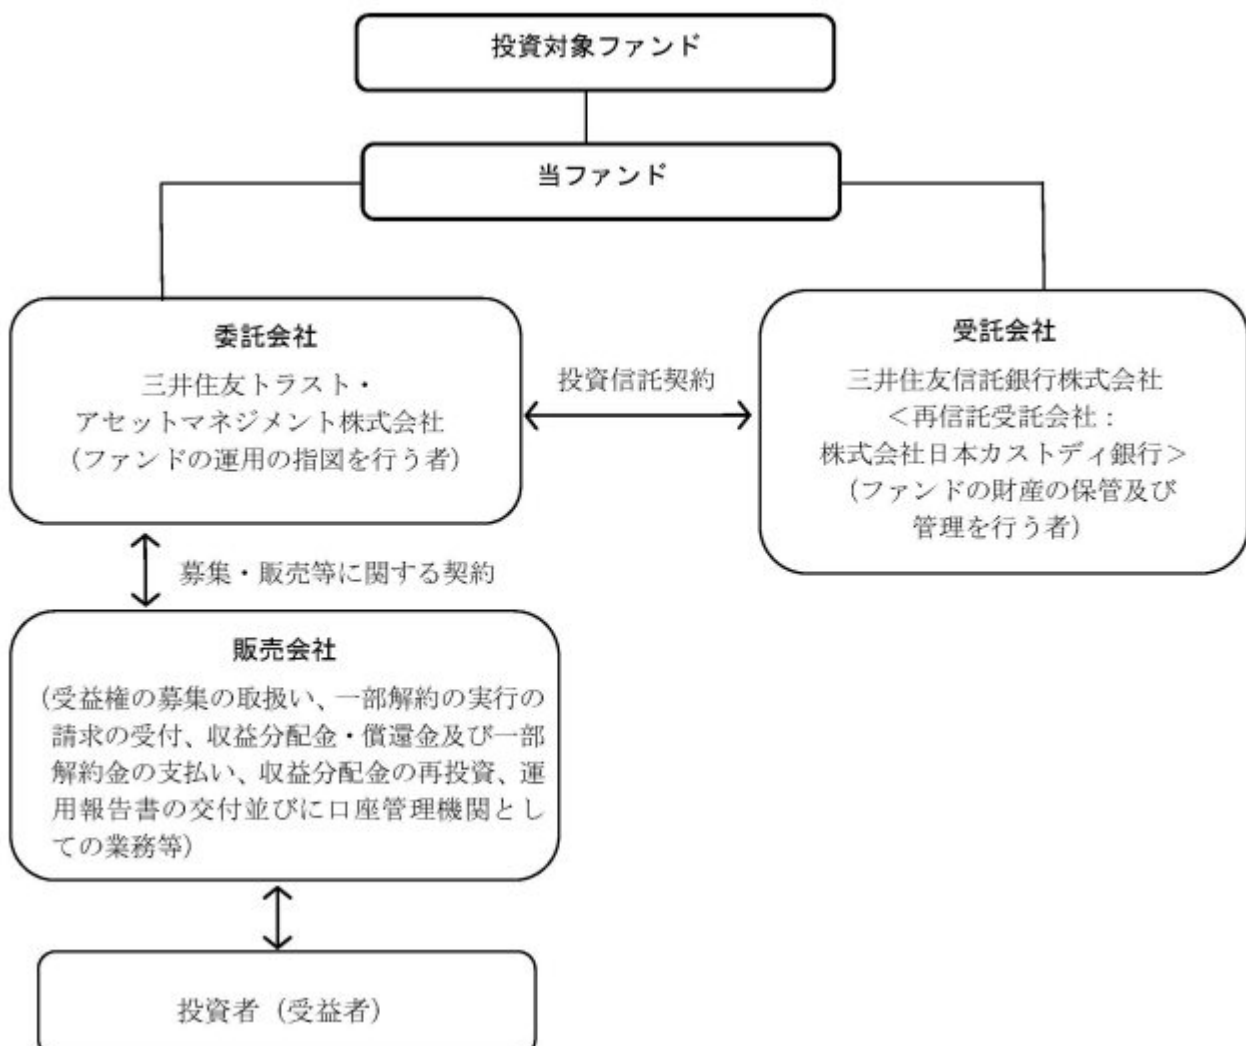 投資対象ファンド
当ファンド
委託会社
三井住友トラスト・
アセットマネジメント株式会社
（ファンドの運用の指図を行う者）
投資信託契約
受託会社
三井住友信託銀行株式会社
＜再信託受託会社：
株式会社日本カストディ銀行＞
（ファンドの財産の保管及び
管理を行う者）
募集・販売等に関する契約
販売会社
（受益権の募集の取扱い、一部解約の実行の
請求の受付、収益分配金・償還金及び一部
解約金の支払い、収益分配金の再投資、運
用報告書の交付並びに口座管理機関とし
ての業務等）
投資者（受益者）